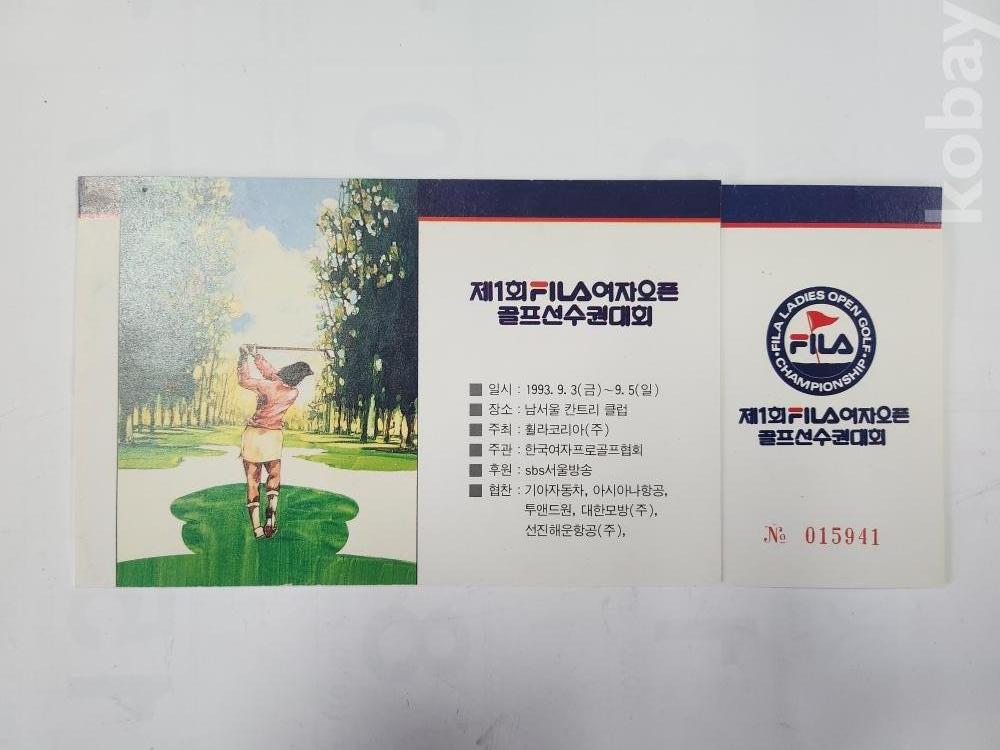 kobay
제1회FILA여자오픈
골프선수권대회
■ 일시 : 1993. 9. 3(금)~9. 5(일)
■ 장소 : 남서울 칸트리 클럽
■ 주최 : 휠라코리아(주)
■ 주관 : 한국여자프로골프협회
■ 후원 : sbs서울방송
■ 협찬 : 기아자동차, 아시아나항공,
투앤드원, 대한모방(주),
선진해운항공(주),
·FILA LADIES OPEN GOLF·
FILA
CHAMPIONSHIP
제1회FILA여자오픈
골프선수권대회
№ 015941